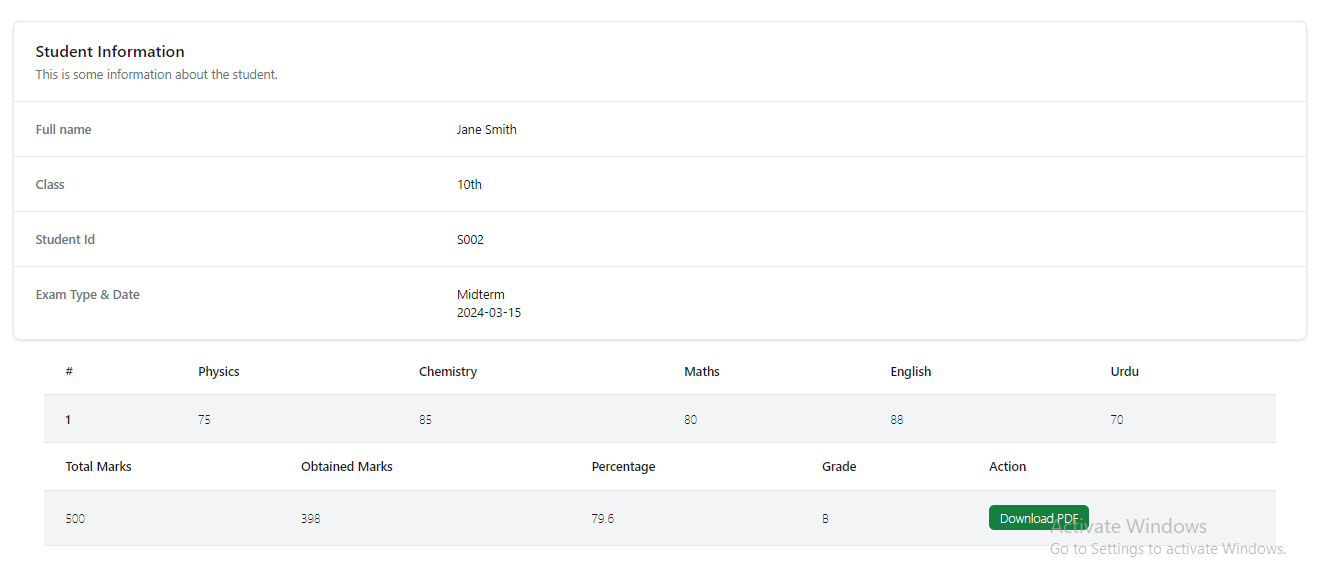 Student Information
This is some information about the student.
Full name Jane Smith
Class 10th
Student Id S002
Exam Type & Date Midterm
2024-03-15
# Physics Chemistry Maths English Urdu
1 75 85 80 88 70
Total Marks Obtained Marks Percentage Grade Action
500 398 79.6 B Download PDF
Activate Windows
Go to Settings to activate Windows.